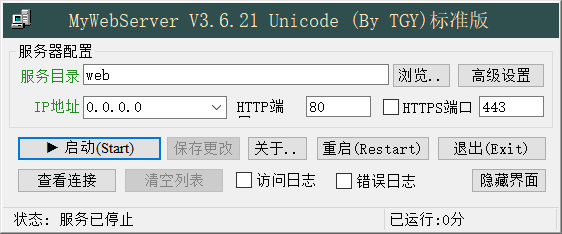 MyWebServer V3.6.21 Unicode (By TGY)标准版
服务器配置
服务目录 web 浏览.. 高级设置
IP地址 0.0.0.0 HTTP端 80 HTTPS端口 443
▶ 启动(Start) 保存更改 关于.. 重启(Restart) 退出(Exit)
查看连接 清空列表 访问日志 错误日志 隐藏界面
状态: 服务已停止 已运行:0分